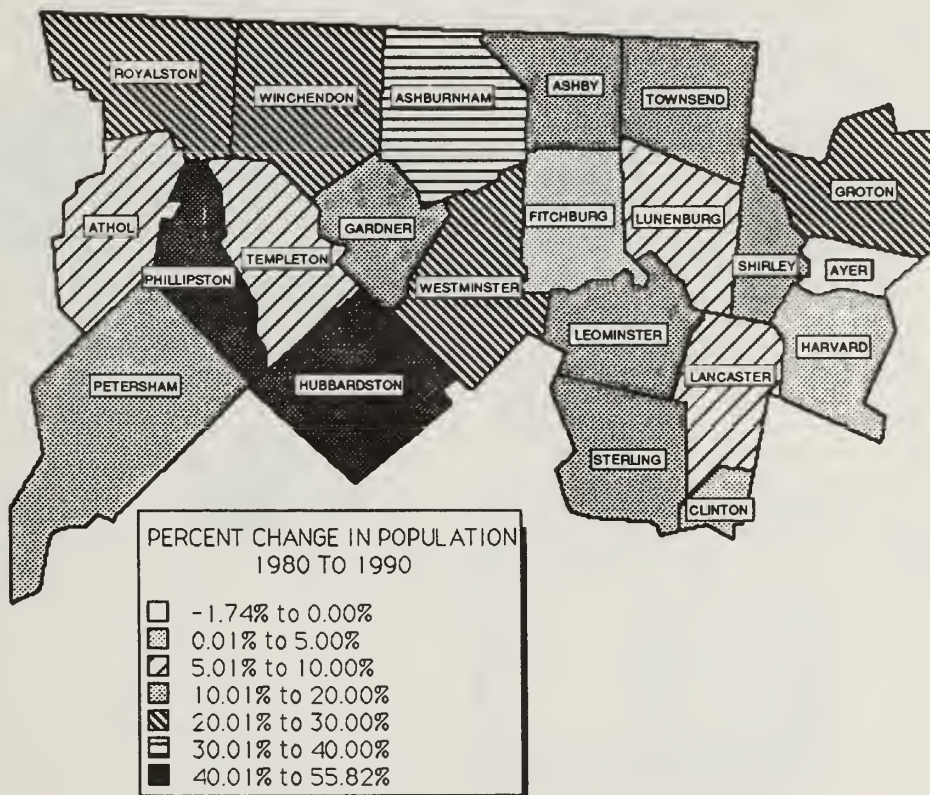 ROYALSTON
WINCHENDON
ASHBURNHAM
ASHBY
TOWNSEND
GROTON
ATHOL
GARDNER
FITCHBURG
LUNENBURG
TEMPLETON
SHIRLEY
AYER
PHILLIPSTON
WESTMINSTER
LEOMINSTER
HARVARD
PETERSHAM
HUBBARDSTON
LANCASTER
STERLING
CLINTON
PERCENT CHANGE IN POPULATION
1980 TO 1990
-1.74% to 0.00%
0.01% to 5.00%
5.01% to 10.00%
10.01% to 20.00%
20.01% to 30.00%
30.01% to 40.00%
40.01% to 55.82%